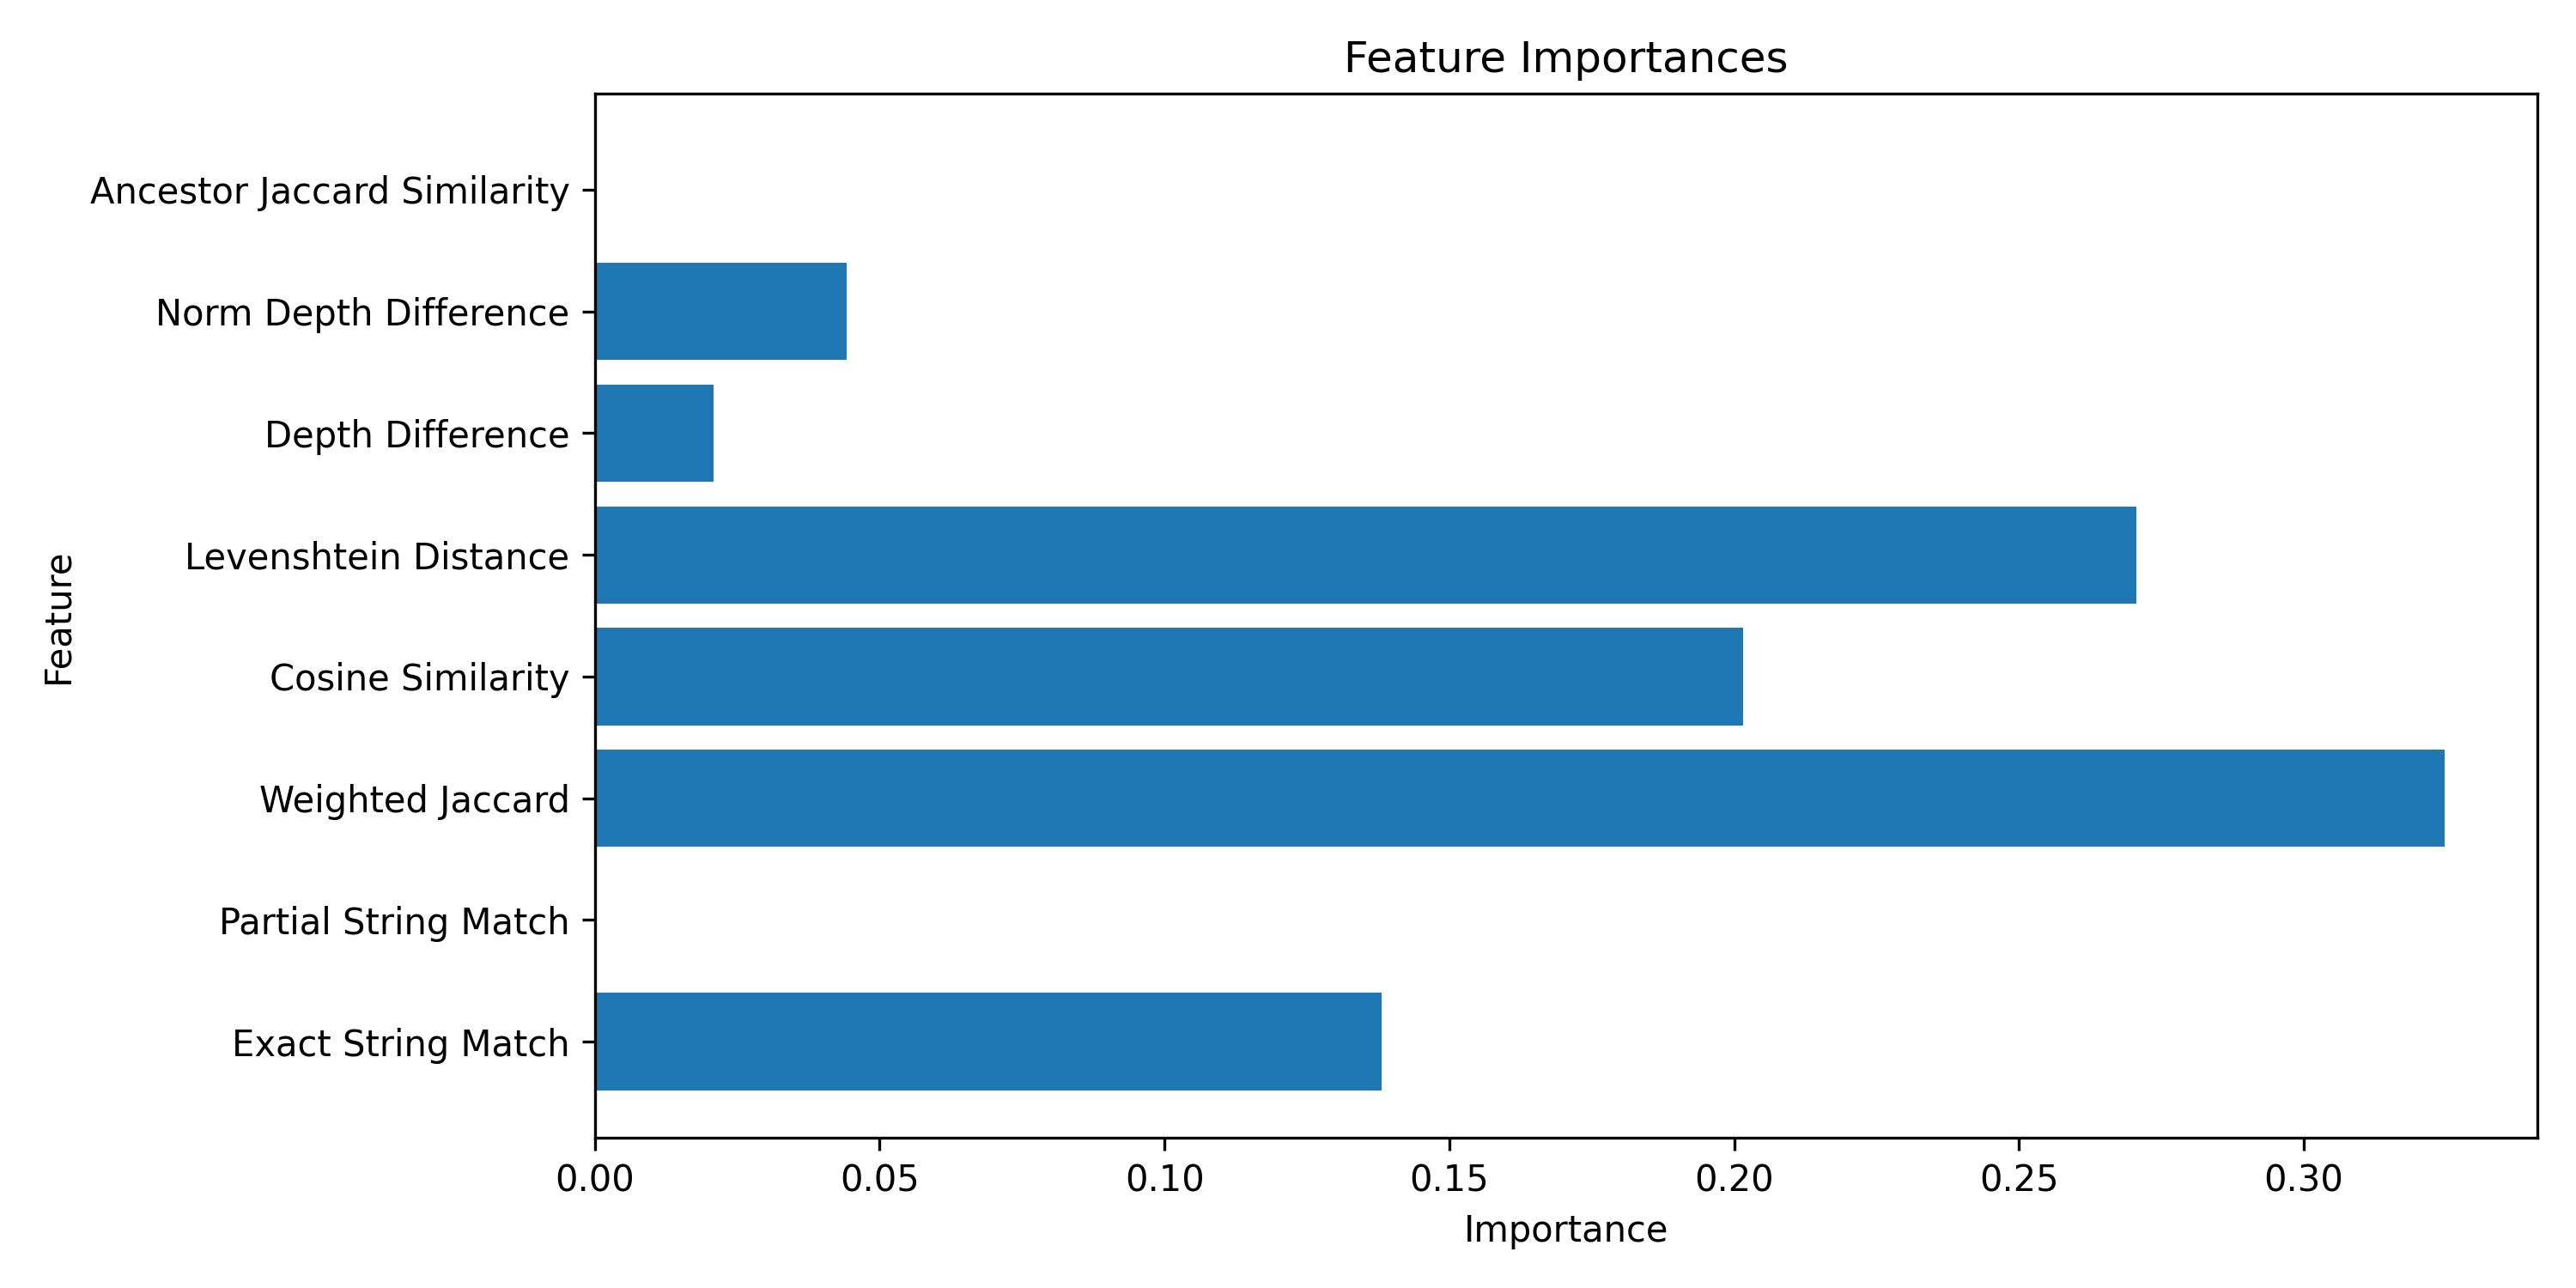 Feature Importances
Ancestor Jaccard Similarity
Norm Depth Difference
Depth Difference
Levenshtein Distance
Cosine Similarity
Weighted Jaccard
Partial String Match
Exact String Match
Feature
0.00 0.05 0.10 0.15 0.20 0.25 0.30
Importance